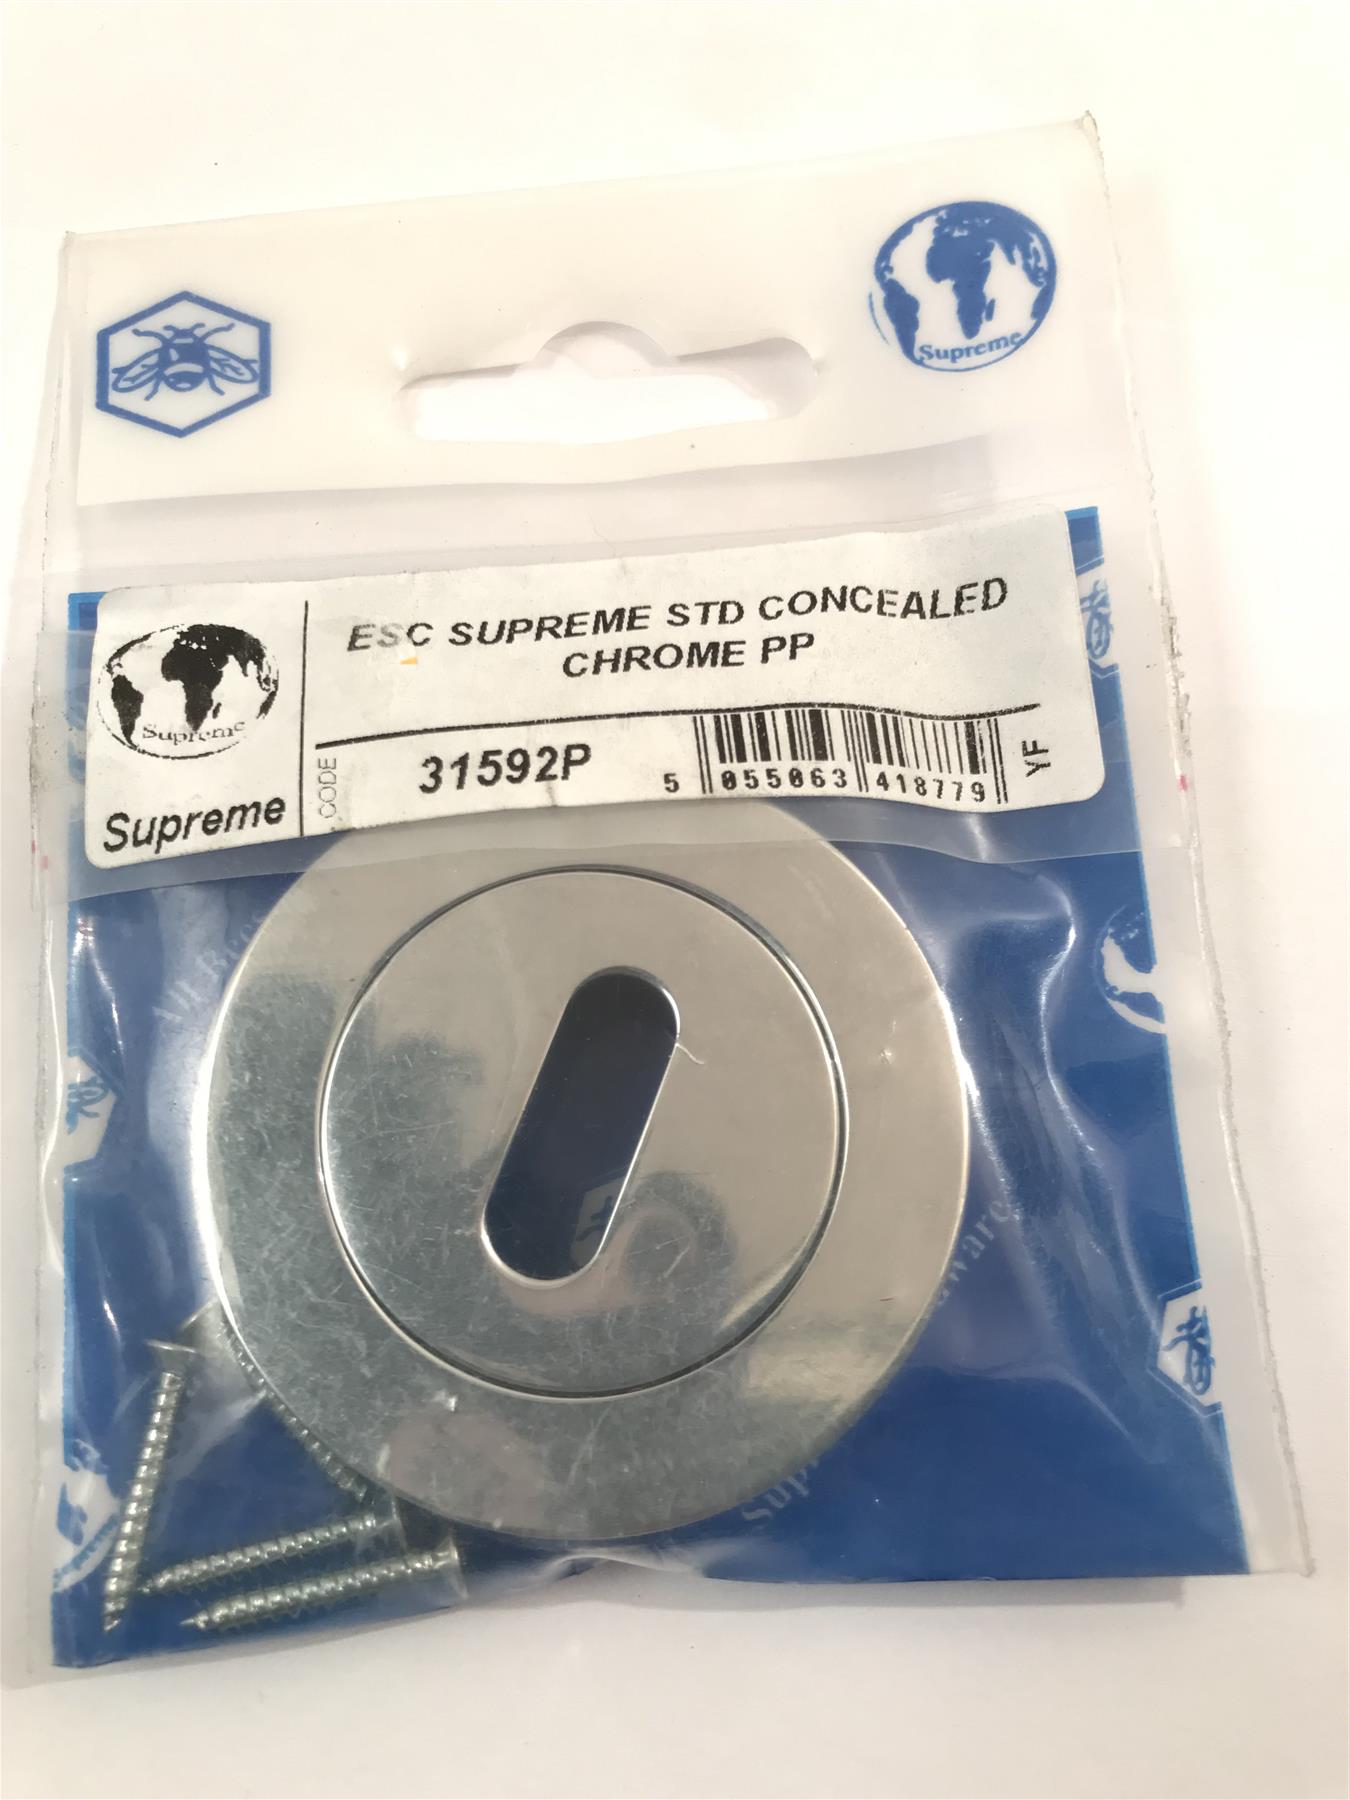 Supreme
ESC SUPREME STD CONCEALED
CHROME PP
Supreme
Supreme
CODE
31592P
5 055063 418779
YF